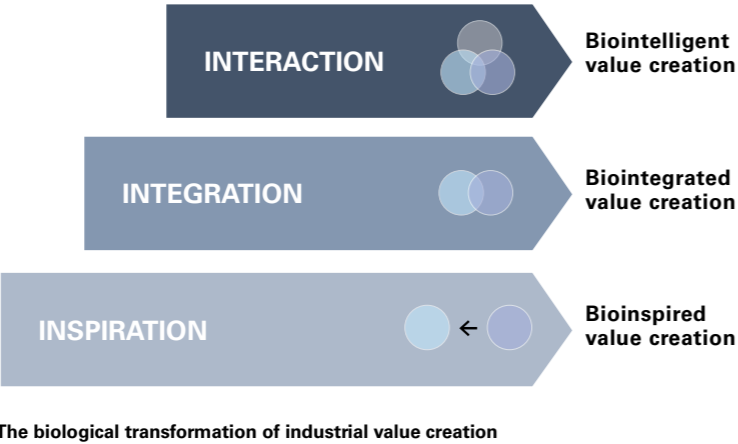 INTERACTION
Biointelligent
value creation
INTEGRATION
Biointegrated
value creation
INSPIRATION
Bioinspired
value creation
The biological transformation of industrial value creation